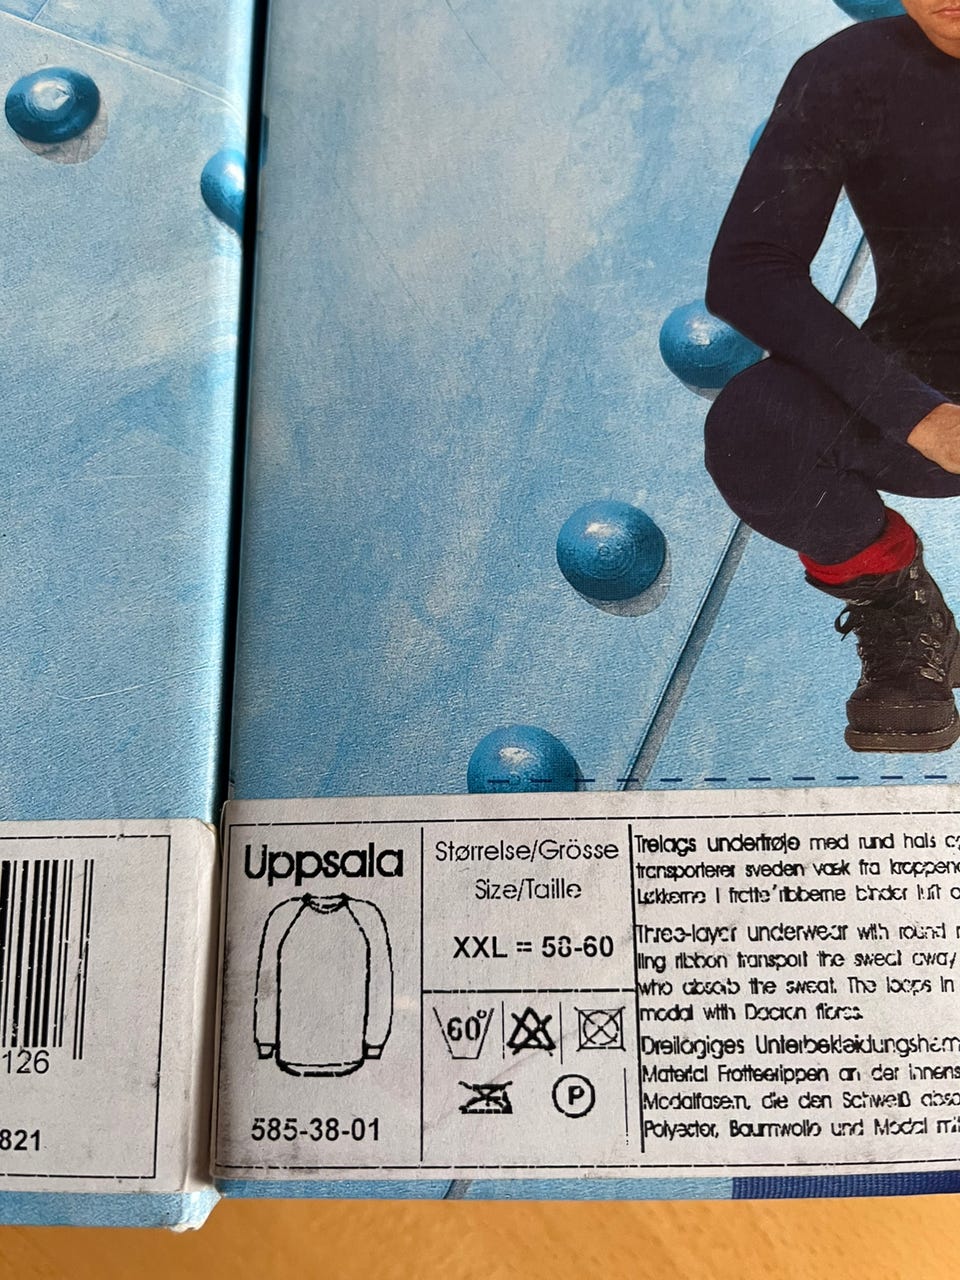 126
821
Uppsala
585-38-01
Størrelse/Grösse
Size/Taille
XXL = 58-60
60°
P
Trelags undertrøje med rund hals
transporterer sveden væk fra kroppen
Løkkerne I frotte'ribberne binder luft
Three-layer underwear with round
ling ribbon transport the sweat away
who absorb the sweat. The loops in
modal with Dacron fibres.
Dreilagiges Unterbekleidungshem
Material Frotteerippen an der innens
Modalfasern, die den Schweiß abso
Polyester, Baumwolle und Modal mit